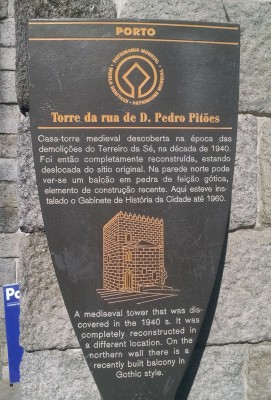 PORTO
Torre da rua de D. Pedro Pitões
Casa-torre medieval descoberta na época das
demolições do Terreiro da Sé, na década de 1940.
Foi então completamente reconstruída, estando
deslocada do sítio original. Na parede norte pode
ver-se um balcão em pedra de feição gótica,
elemento de construção recente. Aqui esteve ins-
talado o Gabinete de História da Cidade até 1960.
A mediaeval tower that was dis-
covered in the 1940 s. It was
completely reconstructed in
a different location. On the
northern wall there is a
recently built balcony in
Gothic style.
Po